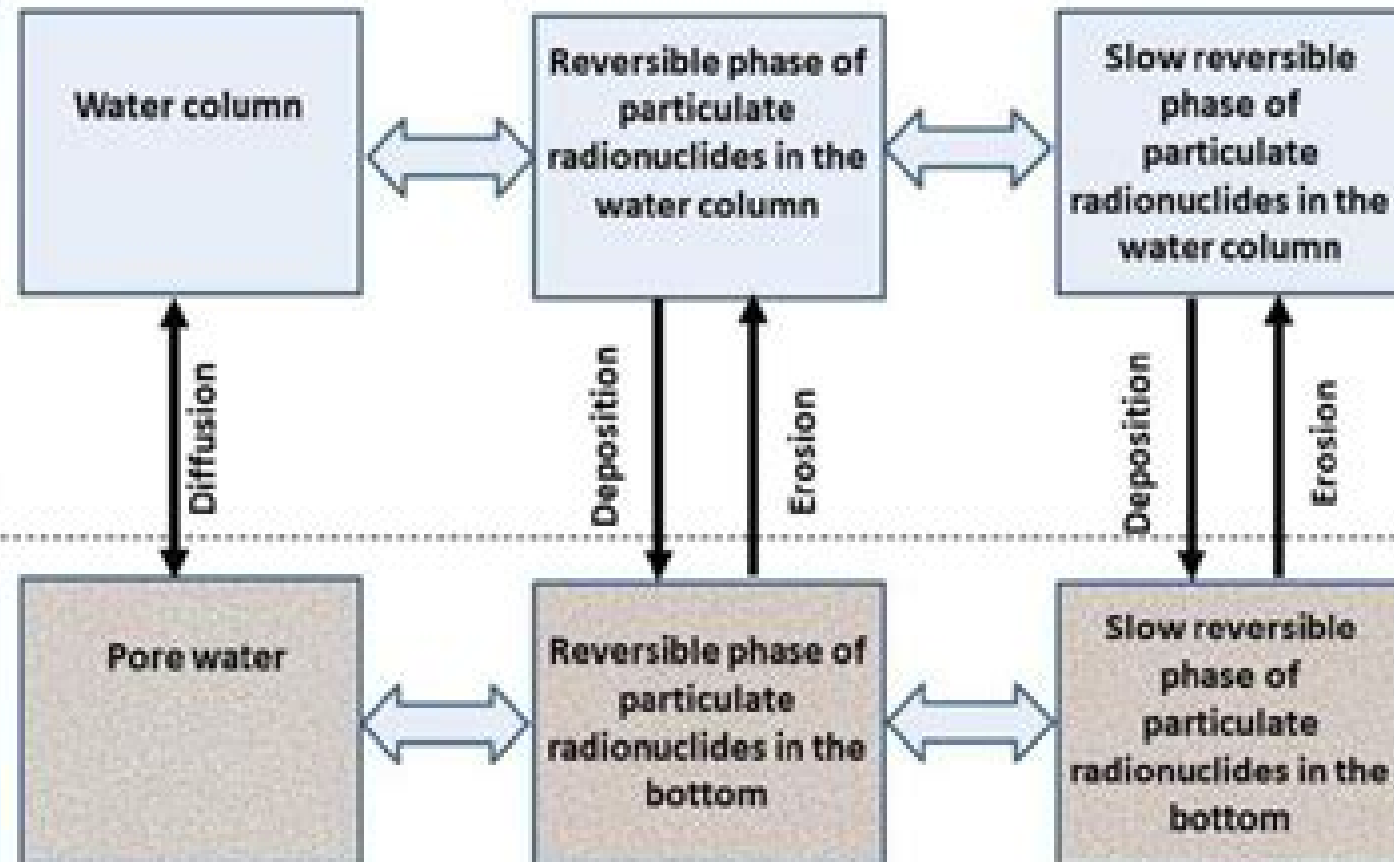 Water column
Reversible phase of
particulate
radionuclides in the
water column
Slow reversible
phase of
particulate
radionuclides in the
water column
Diffusion
Deposition
Erosion
Deposition
Erosion
Pore water
Reversible phase of
particulate
radionuclides in the
bottom
Slow reversible
phase of
particulate
radionuclides in the
bottom